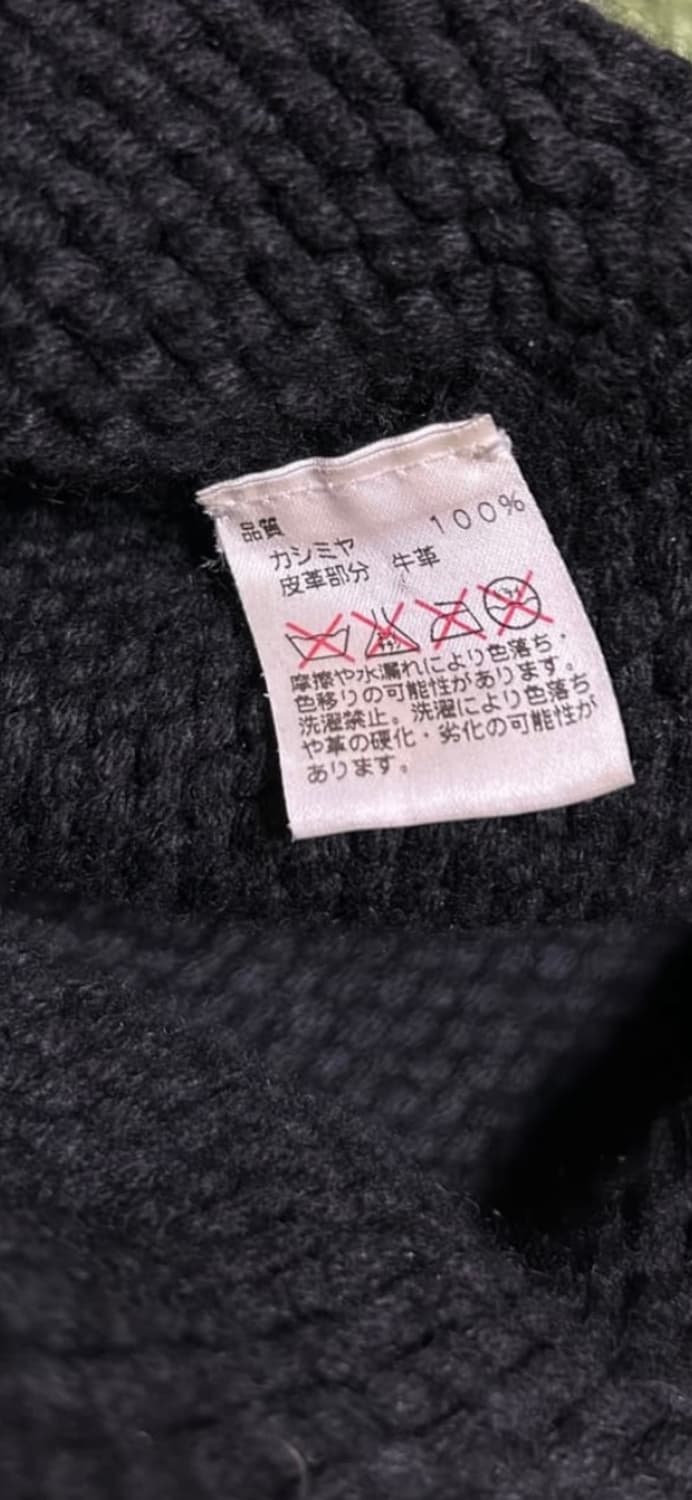 品質
カシミヤ 100%
皮革部分 牛革
摩擦や水濡れにより色落ち・
色移りの可能性があります。
洗濯禁止。洗濯により色落ち
や革の硬化・劣化の可能性が
あります。